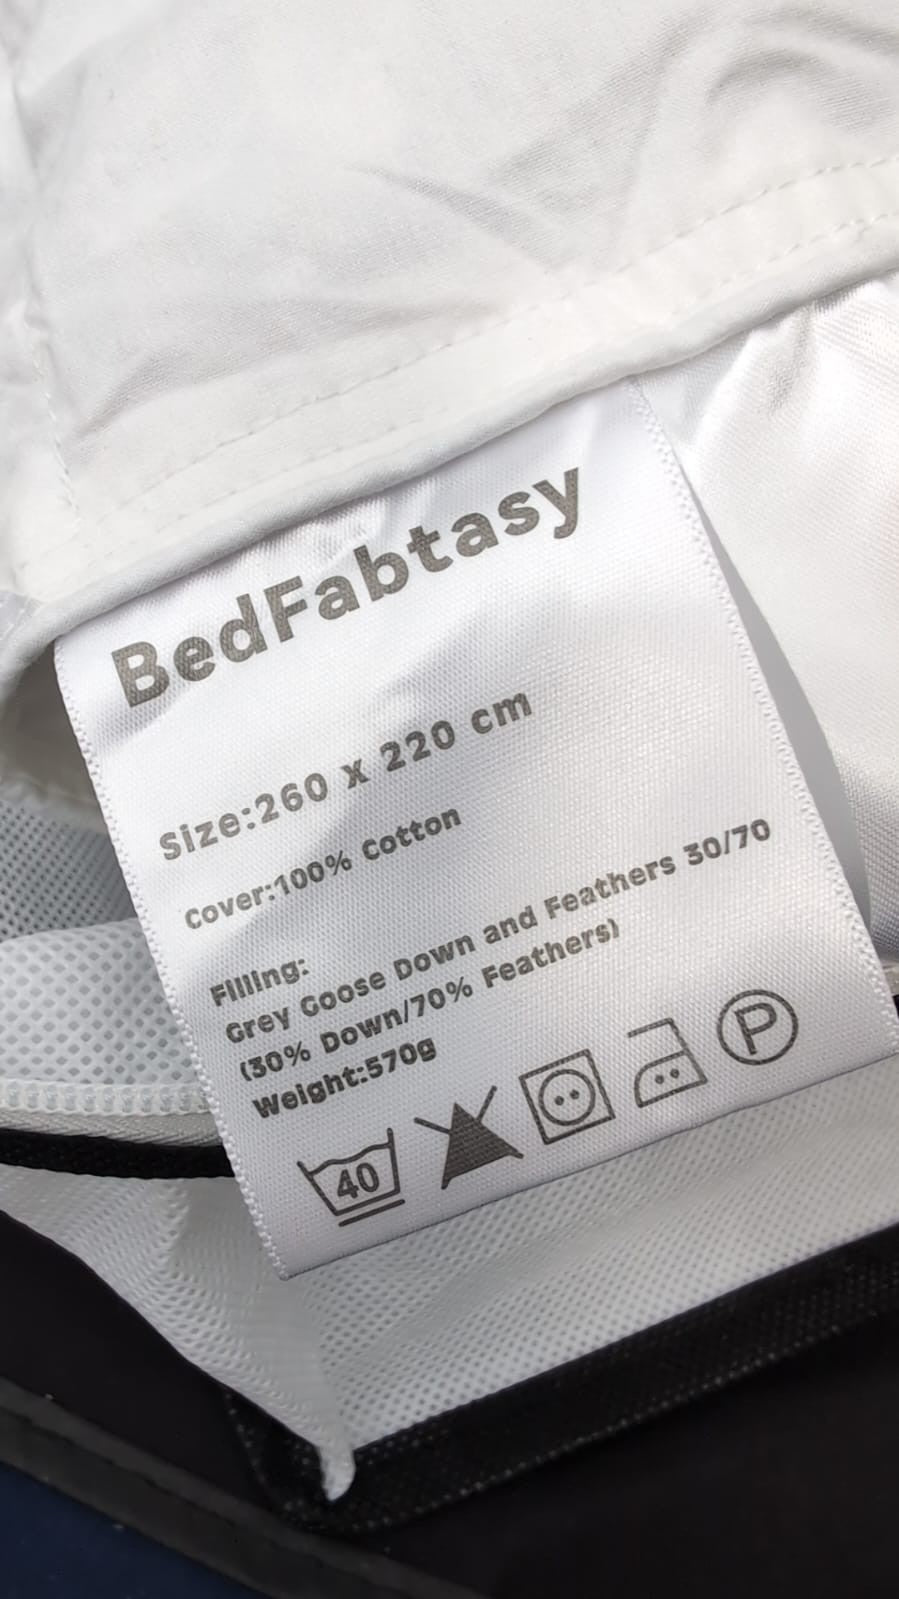 BedFabtasy
Size:260 x 220 cm
Cover:100% cotton
Filling:
Grey Goose Down and Feathers 30/70
(30% Down/70% Feathers)
Weight:570g
40
P